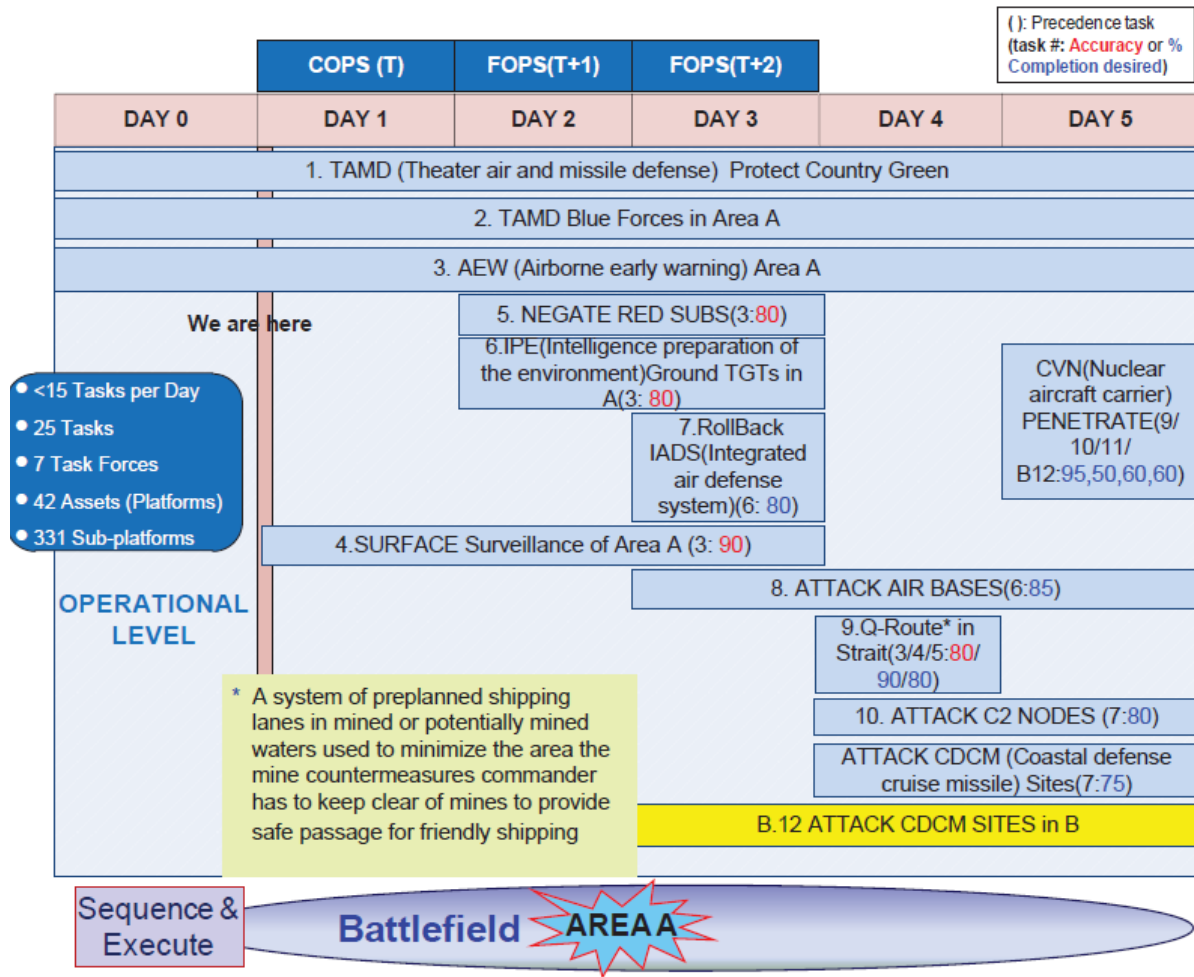 ( ): Precedence task
(task #: Accuracy or %
Completion desired)
COPS (T)
FOPS(T+1)
FOPS(T+2)
DAY 0
DAY 1
DAY 2
DAY 3
DAY 4
DAY 5
1. TAMD (Theater air and missile defense) Protect Country Green
2. TAMD Blue Forces in Area A
3. AEW (Airborne early warning) Area A
We are here
5. NEGATE RED SUBS(3:80)
6.IPE(Intelligence preparation of
the environment)Ground TGTs in
A(3: 80)
CVN(Nuclear
aircraft carrier)
PENETRATE(9/
10/11/
B12:95,50,60,60)
• <15 Tasks per Day
• 25 Tasks
• 7 Task Forces
• 42 Assets (Platforms)
• 331 Sub-platforms
7.RollBack
IADS(Integrated
air defense
system)(6: 80)
4.SURFACE Surveillance of Area A (3: 90)
8. ATTACK AIR BASES(6:85)
OPERATIONAL
LEVEL
9.Q-Route* in
Strait(3/4/5:80/
90/80)
* A system of preplanned shipping
lanes in mined or potentially mined
waters used to minimize the area the
mine countermeasures commander
has to keep clear of mines to provide
safe passage for friendly shipping
10. ATTACK C2 NODES (7:80)
ATTACK CDCM (Coastal defense
cruise missile) Sites(7:75)
B.12 ATTACK CDCM SITES in B
Sequence &
Execute
Battlefield
AREA A